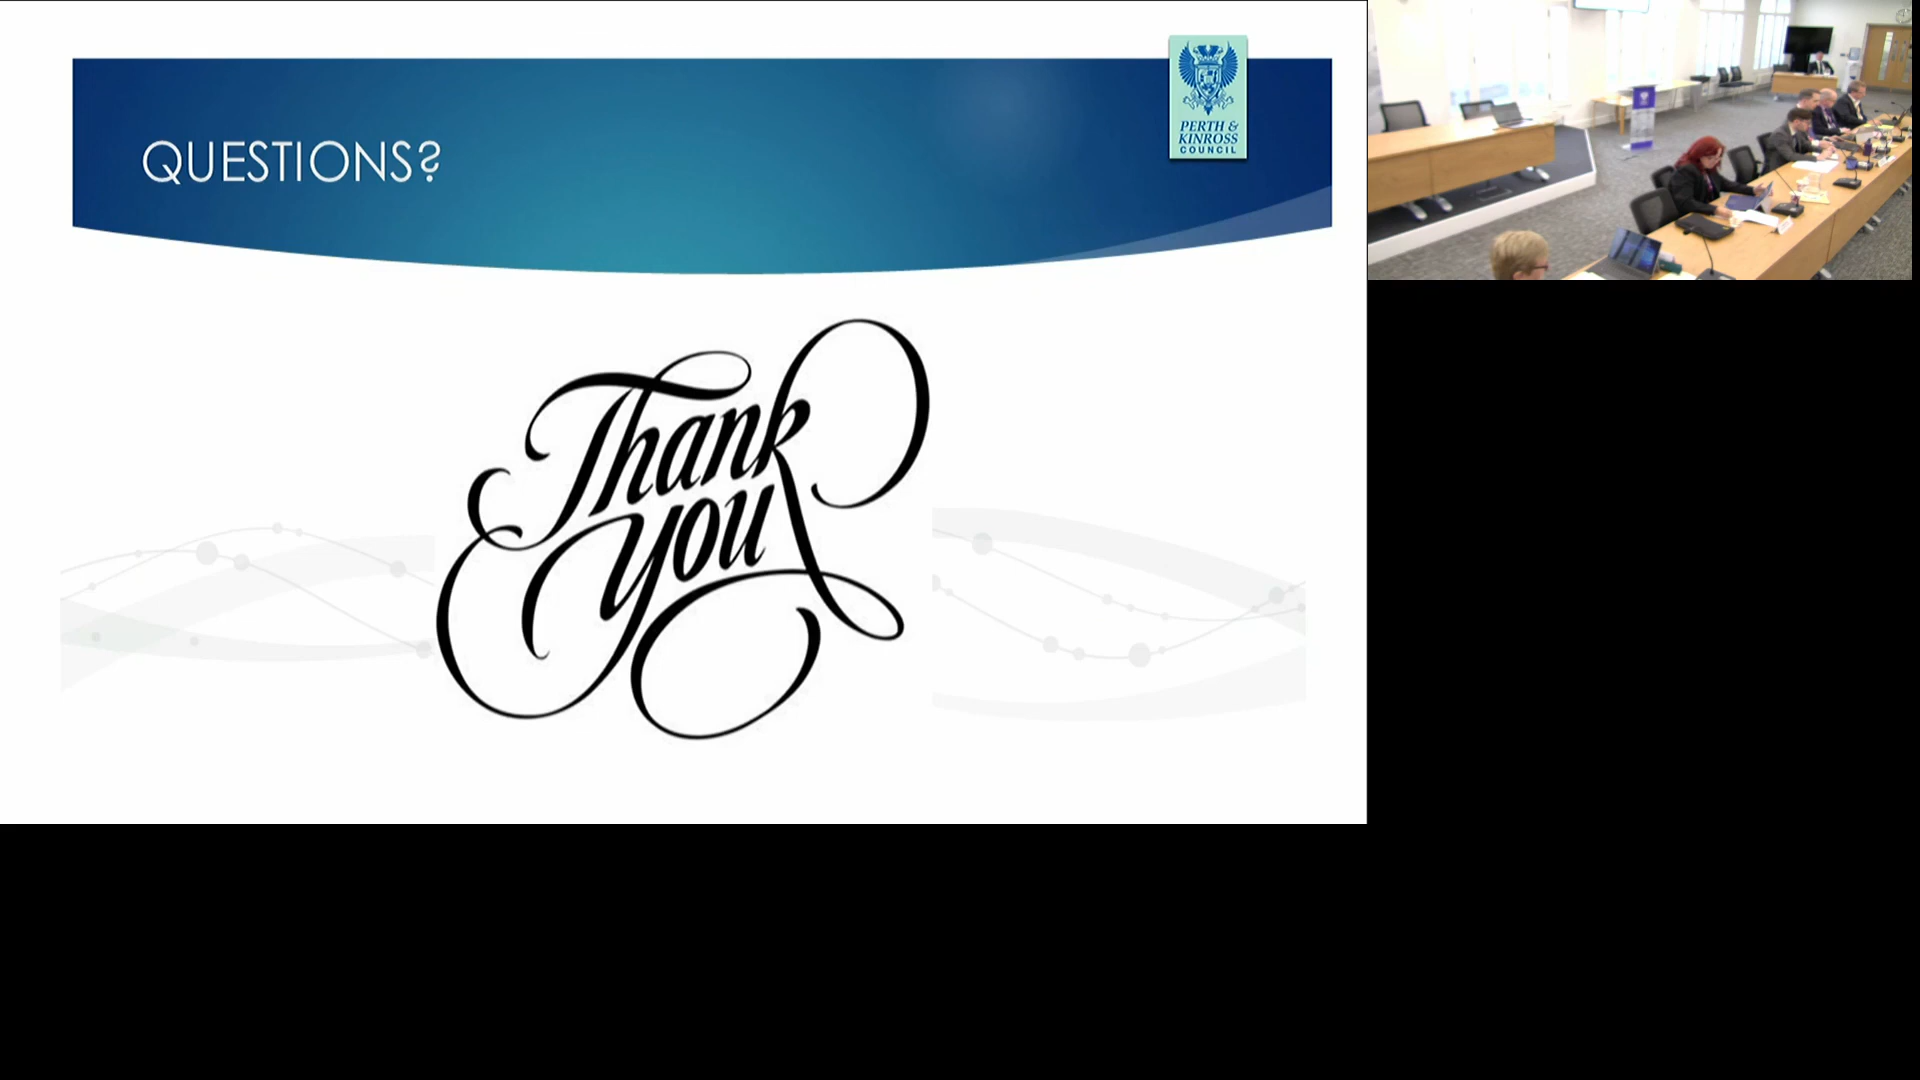 QUESTIONS?
PERTH &
KINROSS
COUNCIL
Thank
you